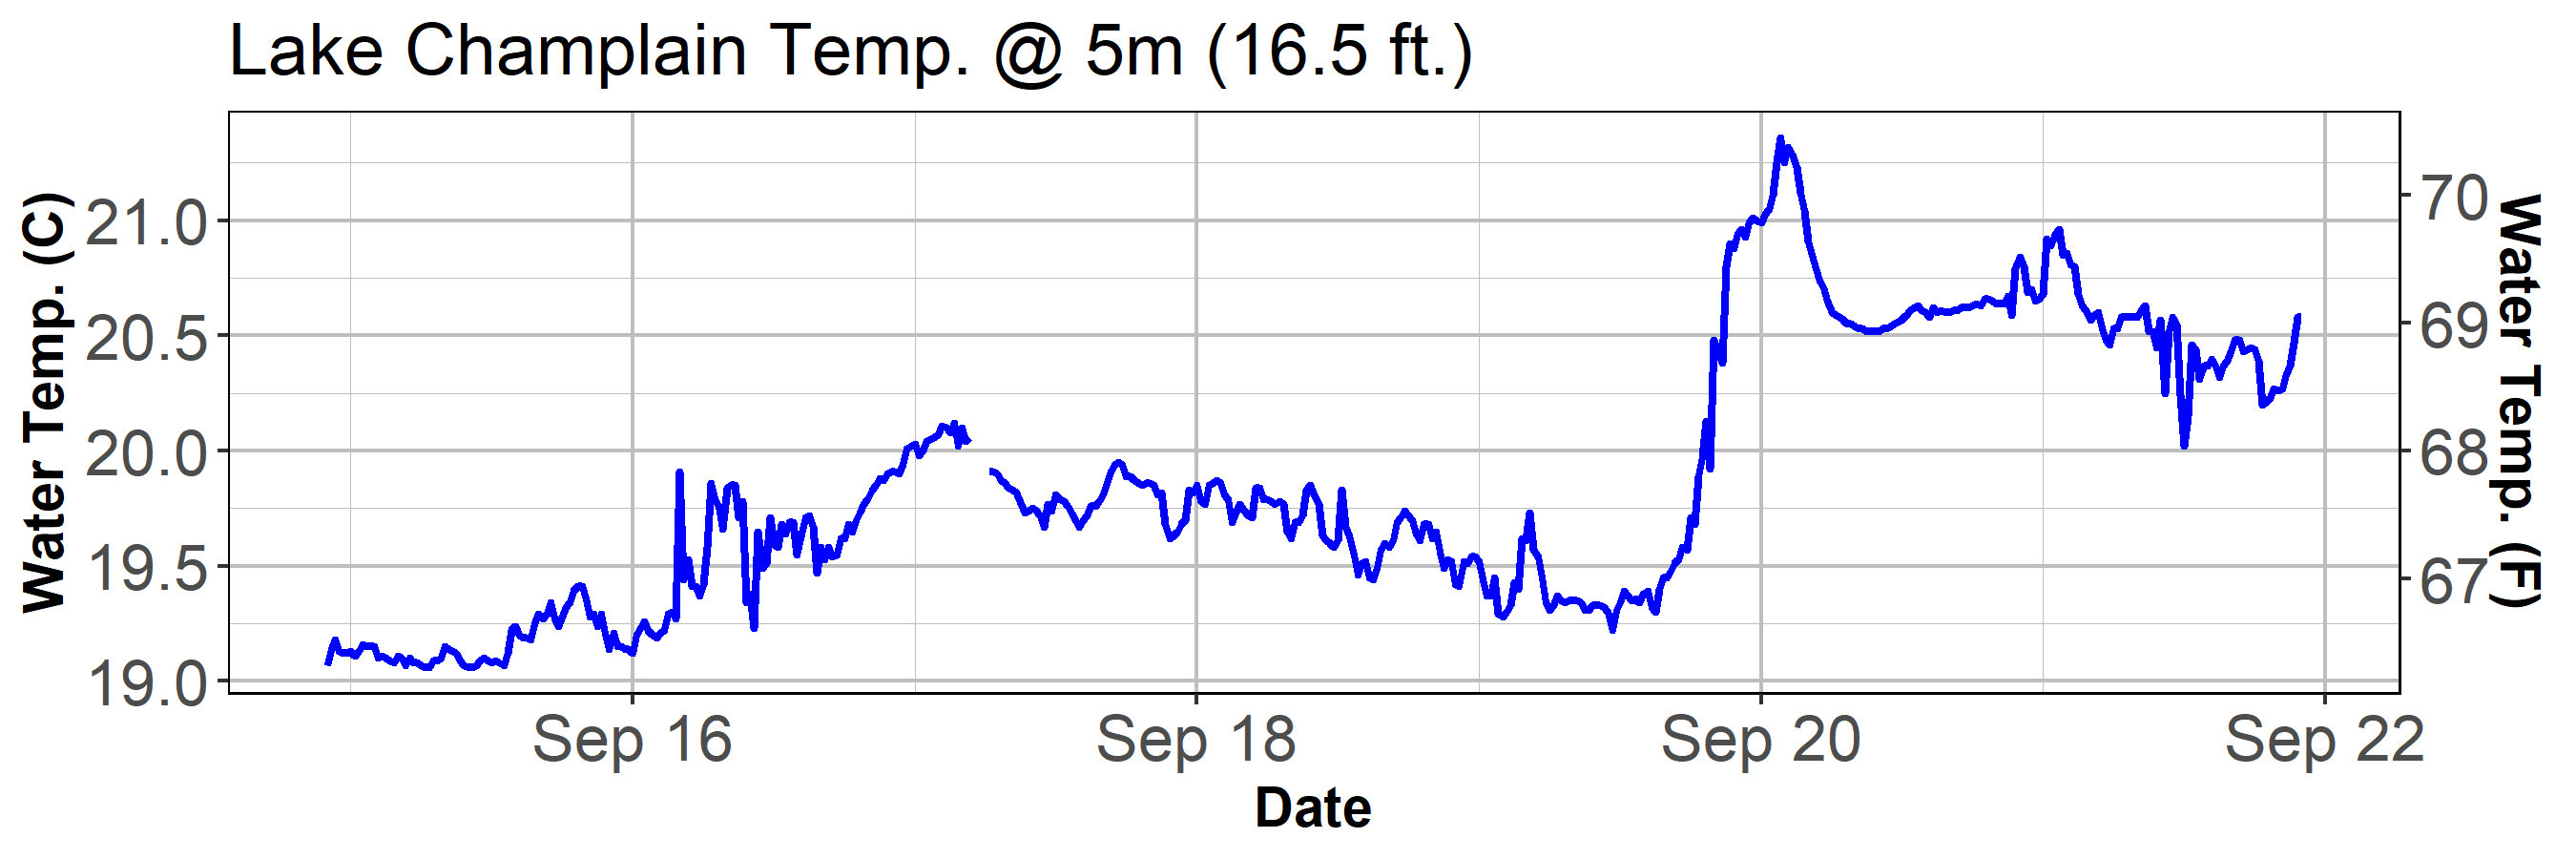 Lake Champlain Temp. @ 5m (16.5 ft.)
Water Temp. (C)
21.0
20.5
20.0
19.5
19.0
70
69
68
67
Water Temp. (F)
Sep 16 Sep 18 Sep 20 Sep 22
Date